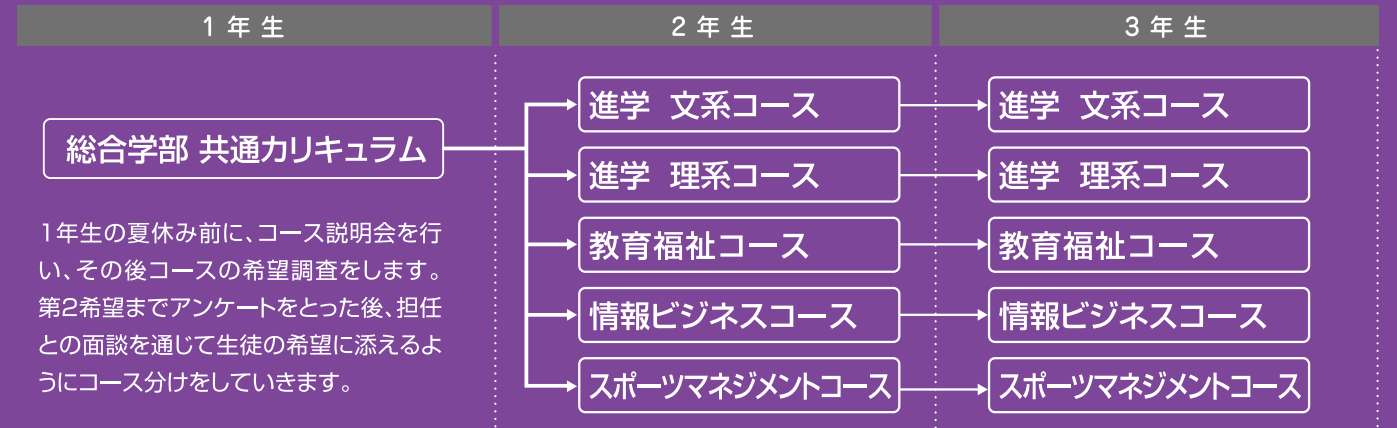 1年生
2年生
3年生
総合学部 共通カリキュラム
1年生の夏休み前に、コース説明会を行
い、その後コースの希望調査をします。
第2希望までアンケートをとった後、担任
との面談を通じて生徒の希望に添えるよ
うにコース分けをしていきます。
進学 文系コース
進学 理系コース
教育福祉コース
情報ビジネスコース
スポーツマネジメントコース
進学 文系コース
進学 理系コース
教育福祉コース
情報ビジネスコース
スポーツマネジメントコース